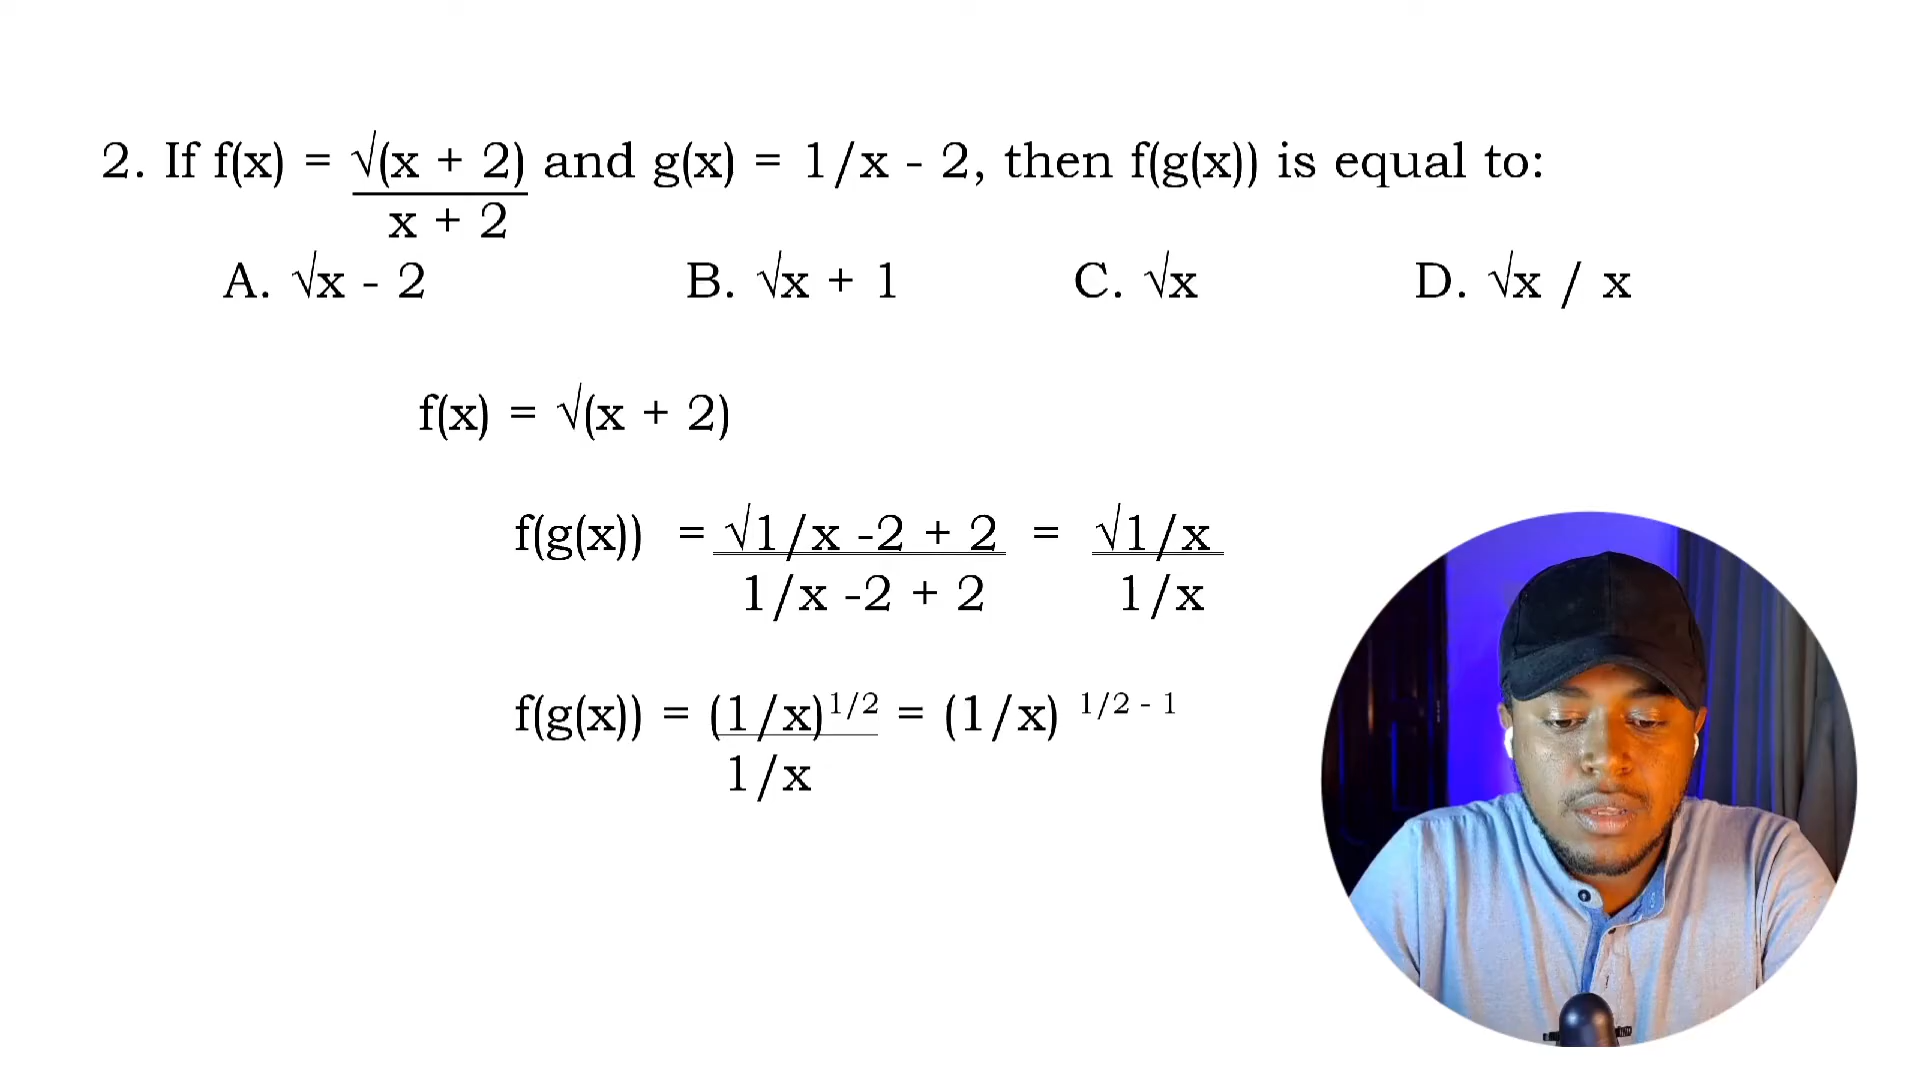 2. If f(x) = √(x + 2) and g(x) = 1/x - 2, then f(g(x)) is equal to:
x + 2
A. √x - 2 B. √x + 1 C. √x D. √x / x
f(x) = √(x + 2)
f(g(x)) = √1/x -2 + 2 = √1/x
1/x -2 + 2 1/x
f(g(x)) = (1/x)^1/2 = (1/x) ^1/2 - 1
1/x